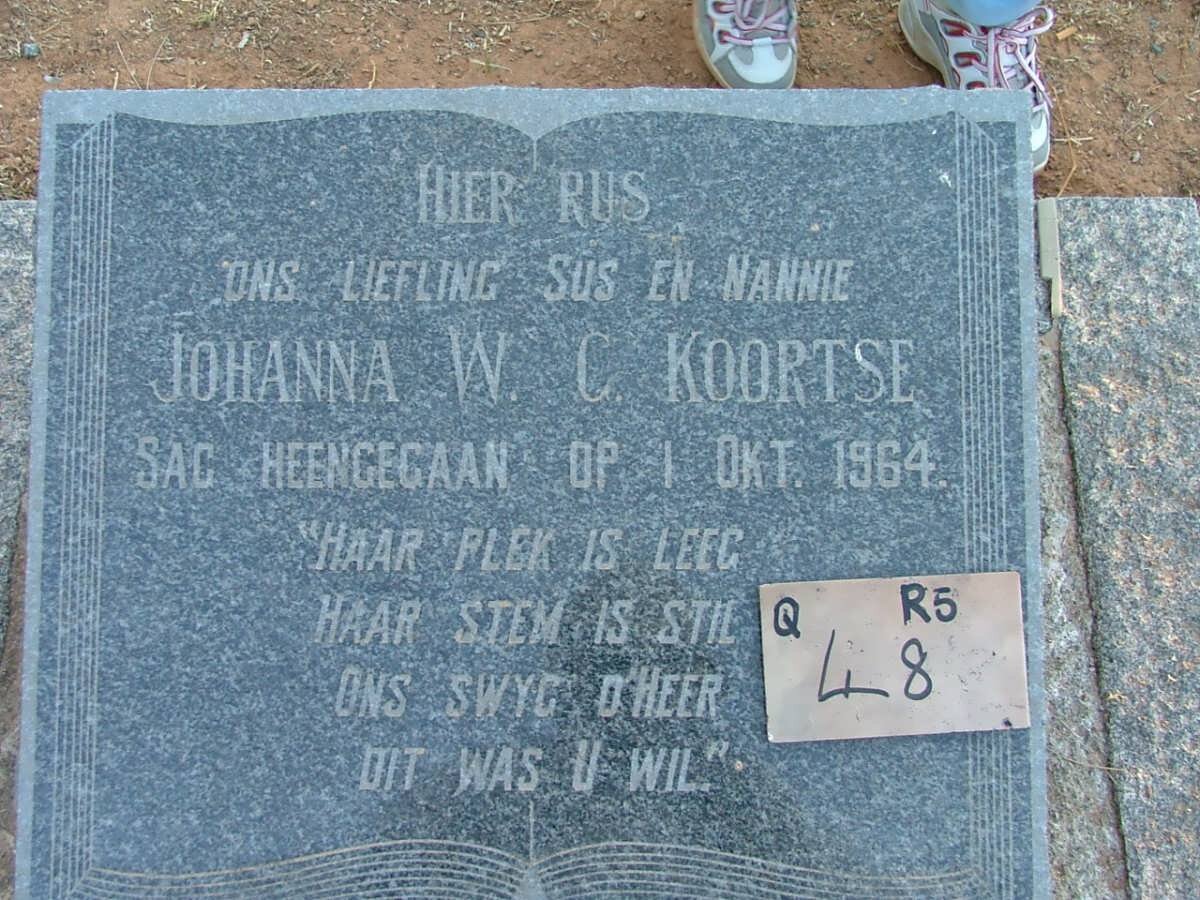 HIER RUS
ONS LIEFLING SUS EN NANNIE
JOHANNA W. C. KOORTSE
SAG HEENGEGAAN OP 1 OKT. 1964.
"HAAR PLEK IS LEEG
HAAR STEM IS STIL
ONS SWYG O'HEER
DIT WAS U WIL."
Q R5
48